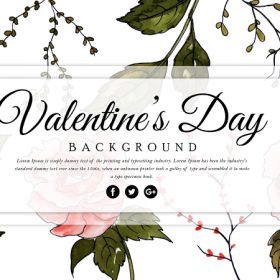 Valentine's Day
BACKGROUND
Lorem Ipsum is simply dummy text of the printing and typesetting industry. Lorem Ipsum has been the industry's
standard dummy text ever since the 1500s, when an unknown printer took a galley of type and scrambled it to make
a type specimen book.